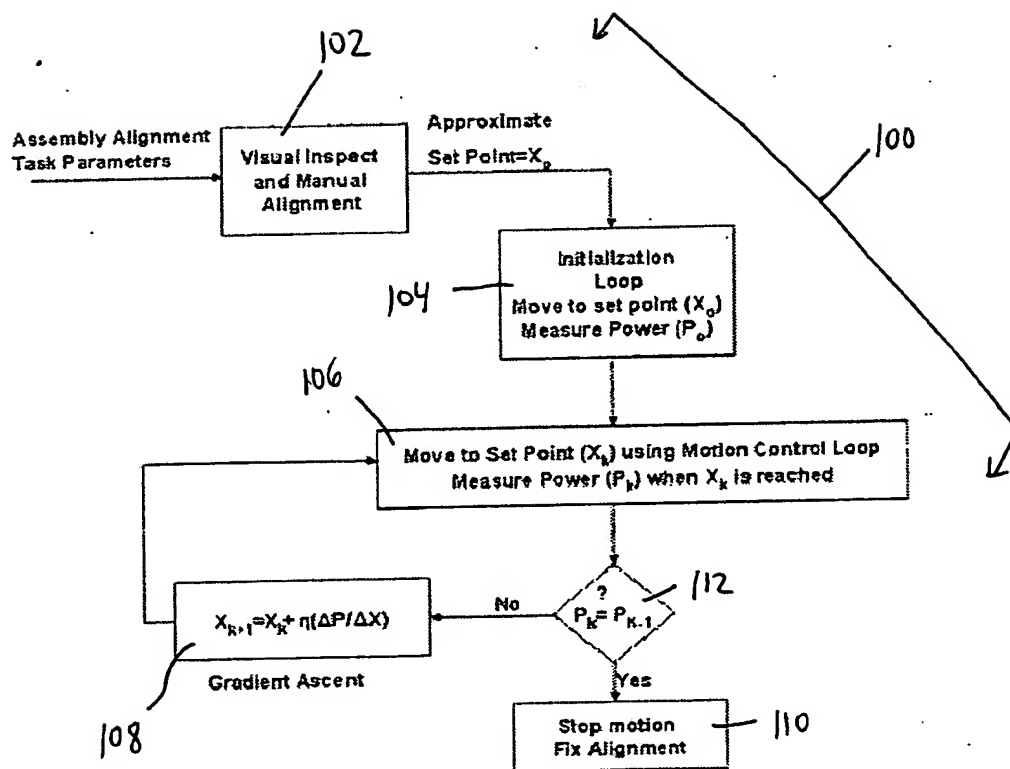 102
Assembly Alignment
Task Parameters
Visual Inspect
and Manual
Alignment
Approximate
Set Point=X₀
100
104
Initialization
Loop
Move to set point (X₀)
Measure Power (P₀)
106
Move to Set Point (Xₖ) using Motion Control Loop
Measure Power (Pₖ) when Xₖ is reached
112
?
Pₖ= Pₖ₋₁
No
Xₖ₊₁=Xₖ+ η(ΔP/ΔX)
Gradient Ascent
108
Yes
Stop motion
Fix Alignment
110